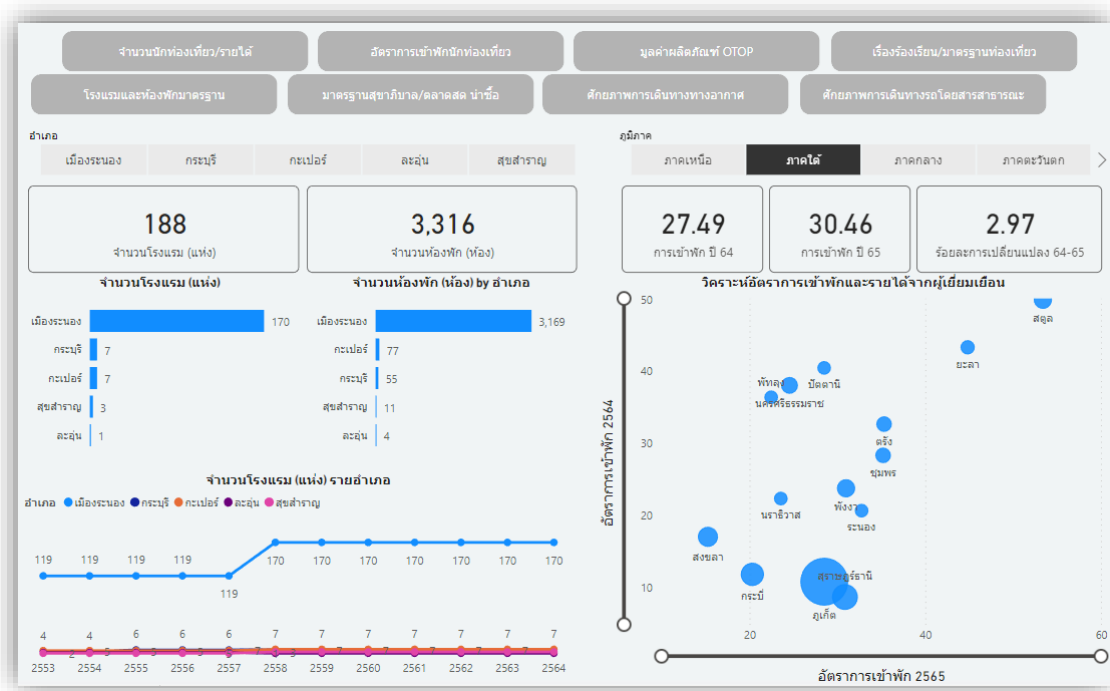 จำนวนนักท่องเที่ยว/รายได้ อัตราการเข้าพักนักท่องเที่ยว มูลค่าผลิตภัณฑ์ OTOP เรื่องร้องเรียน/มาตรฐานท่องเที่ยว
โรงแรมและห้องพักมาตรฐาน มาตรฐานสุขาภิบาล/ตลาดสด น่าซื้อ ศักยภาพการเดินทางทางอากาศ ศักยภาพการเดินทางรถโดยสารสาธารณะ
อำเภอ
เมืองระนอง กระบุรี กะเปอร์ ละอุ่น สุขสำราญ
ภูมิภาค
ภาคเหนือ ภาคใต้ ภาคกลาง ภาคตะวันตก
188
จำนวนโรงแรม (แห่ง)
3,316
จำนวนห้องพัก (ห้อง)
27.49
การเข้าพัก ปี 64
30.46
การเข้าพัก ปี 65
2.97
ร้อยละการเปลี่ยนแปลง 64-65
จำนวนโรงแรม (แห่ง)
เมืองระนอง 170
กระบุรี 7
กะเปอร์ 7
สุขสำราญ 3
ละอุ่น 1
จำนวนห้องพัก (ห้อง) by อำเภอ
เมืองระนอง 3,169
กะเปอร์ 77
กระบุรี 55
สุขสำราญ 11
ละอุ่น 4
จำนวนโรงแรม (แห่ง) รายอำเภอ
อำเภอ เมืองระนอง กระบุรี กะเปอร์ ละอุ่น สุขสำราญ
119 119 119 119 119 170 170 170 170 170 170 170
4 4 6 6 6 7 7 7 7 7 7 7
2553 2554 2555 2556 2557 2558 2559 2560 2561 2562 2563 2564
วิเคราะห์อัตราการเข้าพักและรายได้จากผู้เยี่ยมเยือน
อัตราการเข้าพัก 2564
50
40
30
20
10
สตูล
ยะลา
ปัตตานี
พัทลุง
นครศรีธรรมราช
ตรัง
ชุมพร
พังงา
ระนอง
นราธิวาส
สงขลา
กระบี่
สุราษฎร์ธานี
ภูเก็ต
20 40 60
อัตราการเข้าพัก 2565